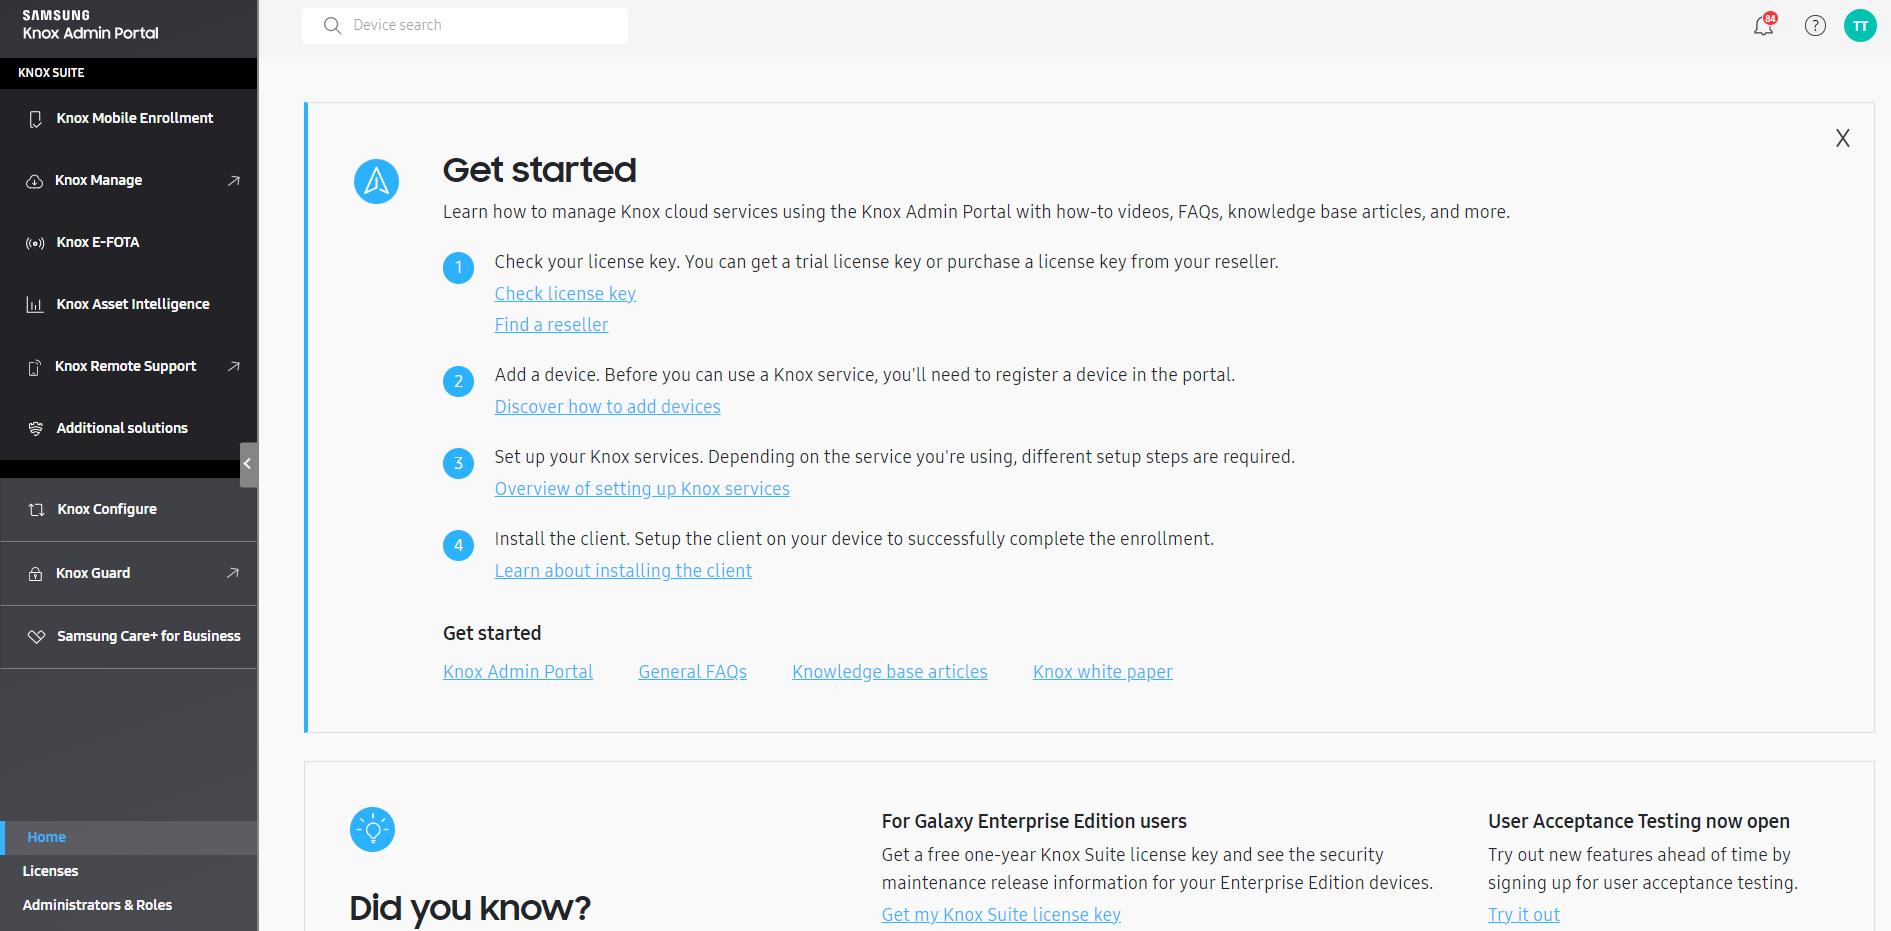 SAMSUNG
Knox Admin Portal
KNOX SUITE
Knox Mobile Enrollment
Knox Manage
Knox E-FOTA
Knox Asset Intelligence
Knox Remote Support
Additional solutions
Knox Configure
Knox Guard
Samsung Care+ for Business
Home
Licenses
Administrators & Roles
Device search
84
?
TT
X
Get started
Learn how to manage Knox cloud services using the Knox Admin Portal with how-to videos, FAQs, knowledge base articles, and more.
1 Check your license key. You can get a trial license key or purchase a license key from your reseller.
Check license key
Find a reseller
2 Add a device. Before you can use a Knox service, you'll need to register a device in the portal.
Discover how to add devices
3 Set up your Knox services. Depending on the service you're using, different setup steps are required.
Overview of setting up Knox services
4 Install the client. Setup the client on your device to successfully complete the enrollment.
Learn about installing the client
Get started
Knox Admin Portal General FAQs Knowledge base articles Knox white paper
Did you know?
For Galaxy Enterprise Edition users
Get a free one-year Knox Suite license key and see the security
maintenance release information for your Enterprise Edition devices.
Get my Knox Suite license key
User Acceptance Testing now open
Try out new features ahead of time by
signing up for user acceptance testing.
Try it out